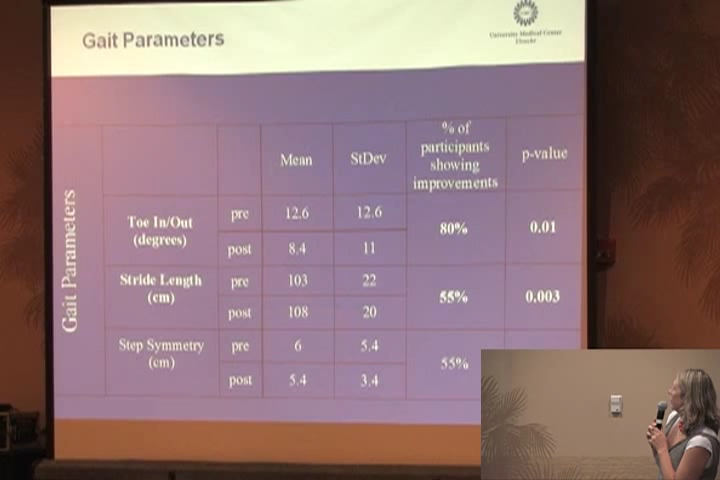 Gait Parameters
University Medical Center
Utrecht
Gait Parameters
Mean
StDev
% of
participants
showing
improvements
p-value
Toe In/Out
(degrees)
pre
12.6
12.6
80%
0.01
post
8.4
11
Stride Length
(cm)
pre
103
22
55%
0.003
post
108
20
Step Symmetry
(cm)
pre
6
5.4
55%
post
5.4
3.4